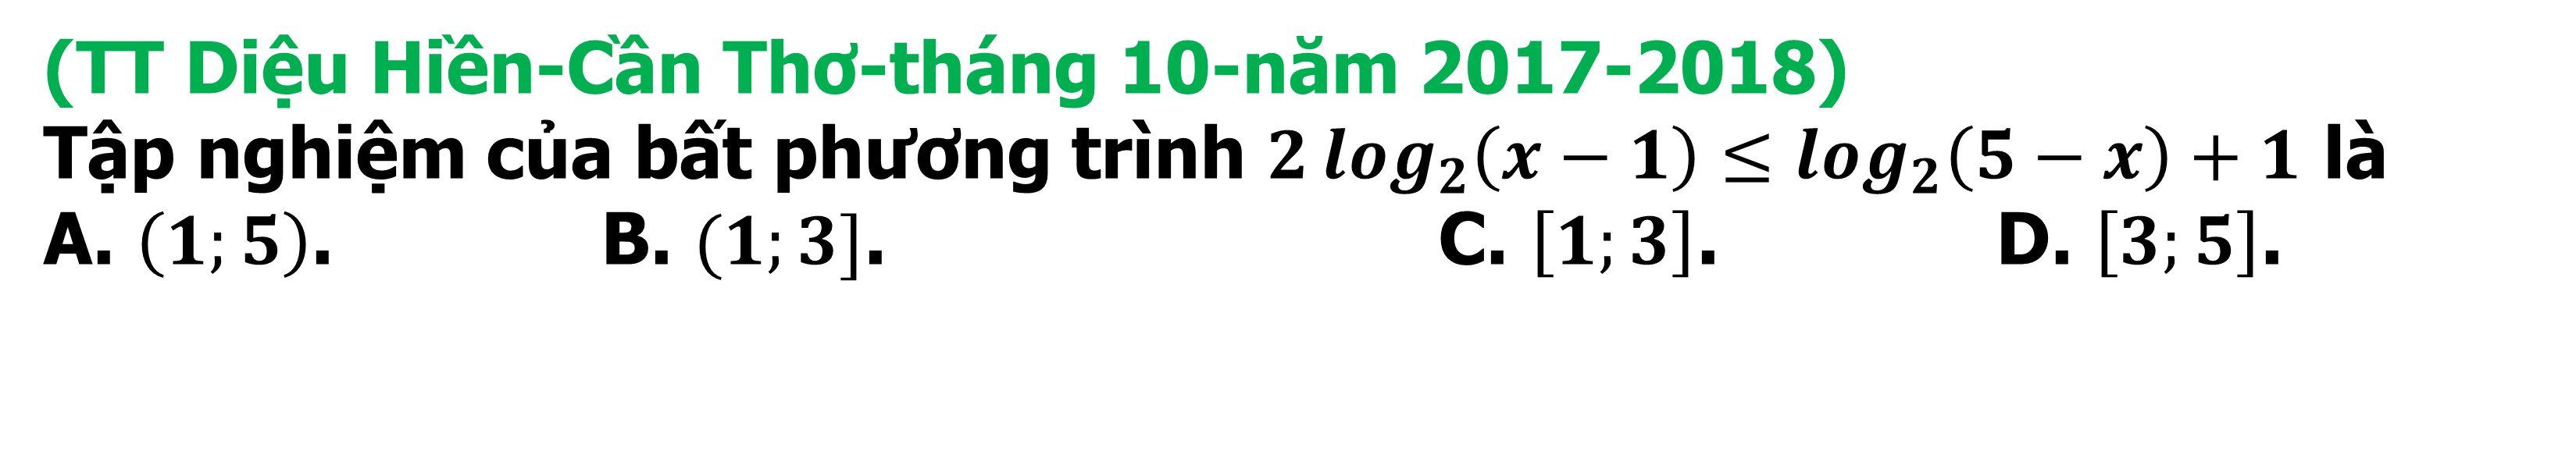 (TT Diệu Hiền-Cần Thơ-tháng 10-năm 2017-2018)
Tập nghiệm của bất phương trình 2 log₂(x − 1) ≤ log₂(5 − x) + 1 là
A. (1; 5). B. (1; 3]. C. [1; 3]. D. [3; 5].